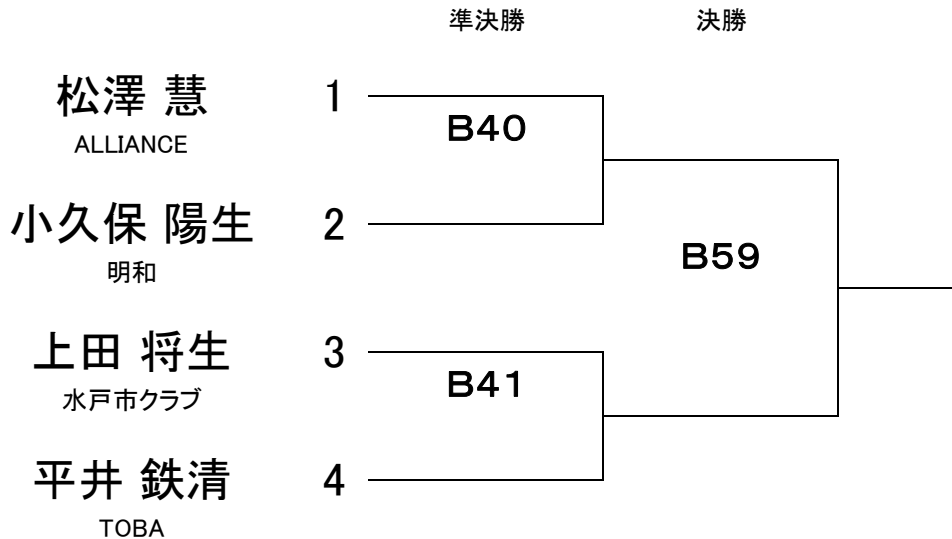 準決勝 決勝
松澤 慧 1
B40
ALLIANCE
小久保 陽生 2
B59
明和
上田 将生 3
B41
水戸市クラブ
平井 鉄清 4
TOBA